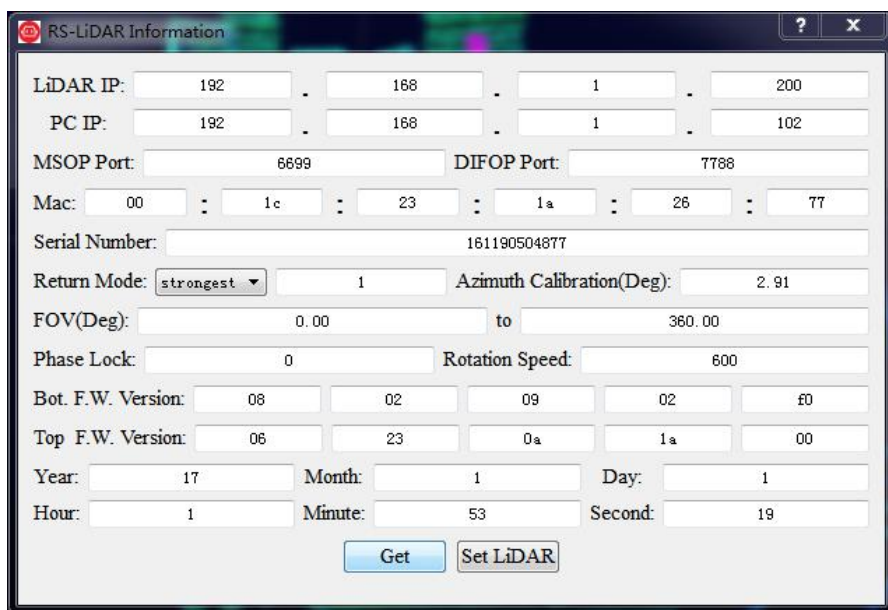 RS-LiDAR Information ? X
LiDAR IP: 192 . 168 . 1 . 200
PC IP: 192 . 168 . 1 . 102
MSOP Port: 6699 DIFOP Port: 7788
Mac: 00 : 1c : 23 : 1a : 26 : 77
Serial Number: 161190504877
Return Mode: strongest 1 Azimuth Calibration(Deg): 2.91
FOV(Deg): 0.00 to 360.00
Phase Lock: 0 Rotation Speed: 600
Bot. F.W. Version: 08 02 09 02 f0
Top F.W. Version: 06 23 0a 1a 00
Year: 17 Month: 1 Day: 1
Hour: 1 Minute: 53 Second: 19
Get Set LiDAR